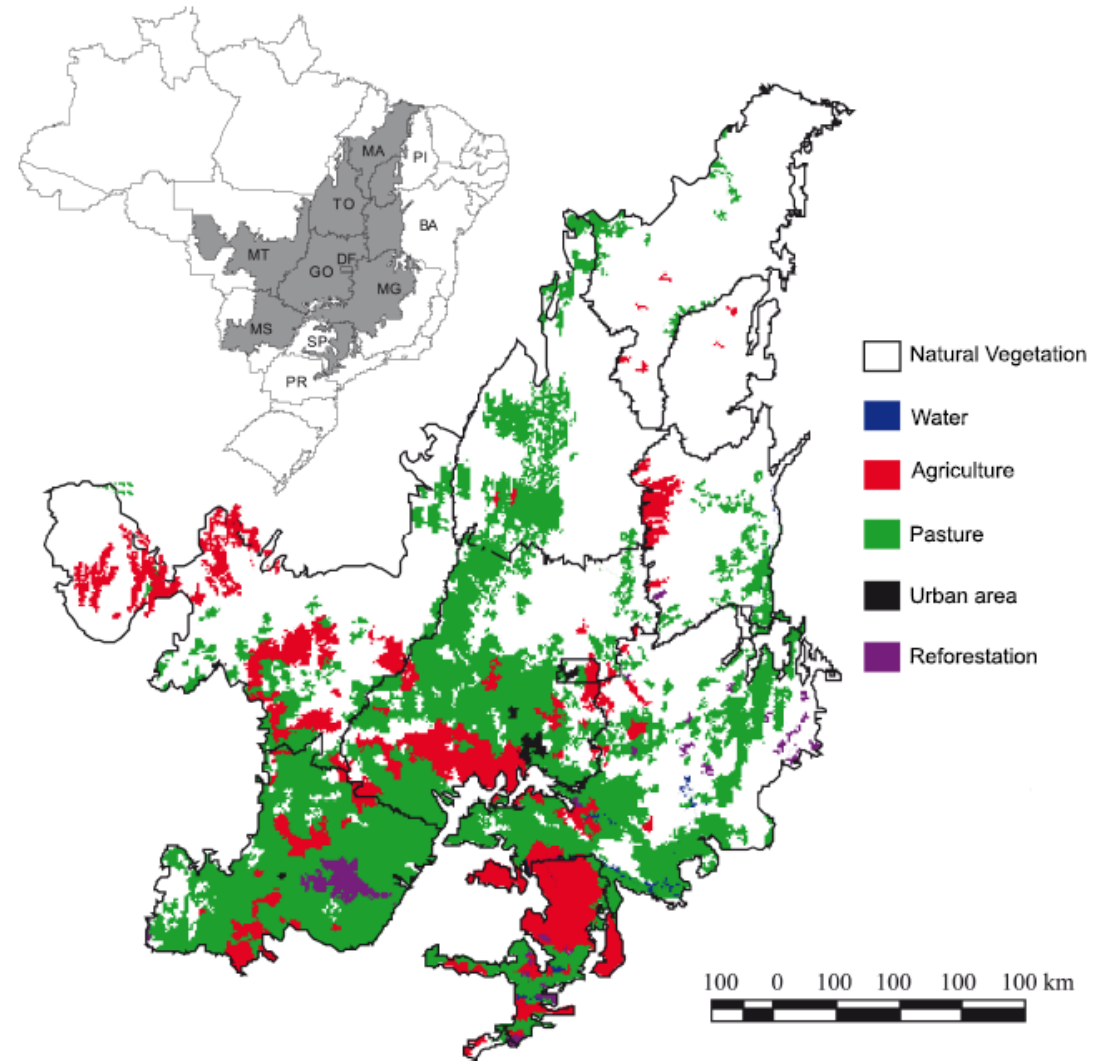 MA
PI
TO
BA
MT
DF
GO
MG
MS
SP
PR
Natural Vegetation
Water
Agriculture
Pasture
Urban area
Reforestation
100 0 100 100 100 100 km